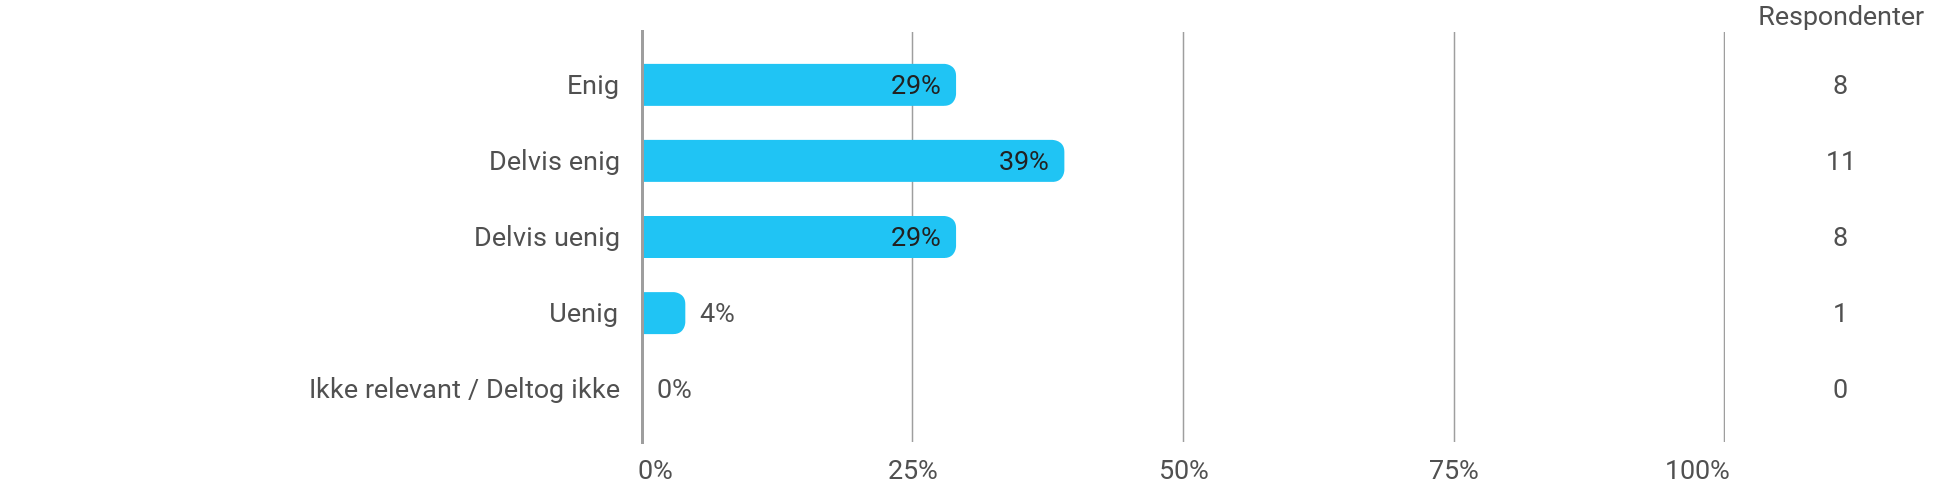 Respondenter
Enig 29% 8
Delvis enig 39% 11
Delvis uenig 29% 8
Uenig 4% 1
Ikke relevant / Deltog ikke 0% 0
0% 25% 50% 75% 100%